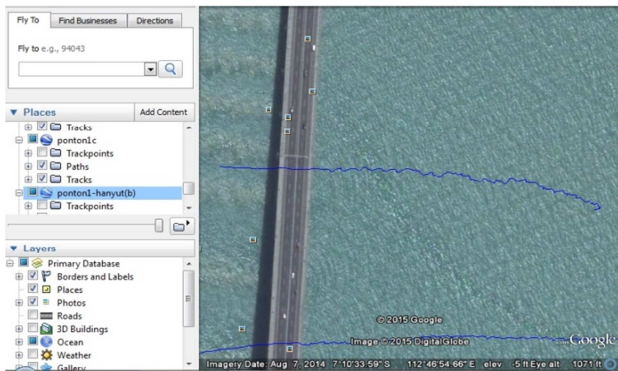 Fly To
Find Businesses
Directions
Fly to e.g., 94043
Places
Add Content
Tracks
ponton1c
Trackpoints
Paths
Tracks
ponton1-hanyut(b)
Trackpoints
Layers
Primary Database
Borders and Labels
Places
Photos
Roads
3D Buildings
Ocean
Weather
Gallery
© 2015 Google
Image © 2015 DigitalGlobe
Google
Imagery Date: Aug 7, 2014 7°10'33.59" S 112°46'54.66" E elev -5 ft Eye alt 1071 ft